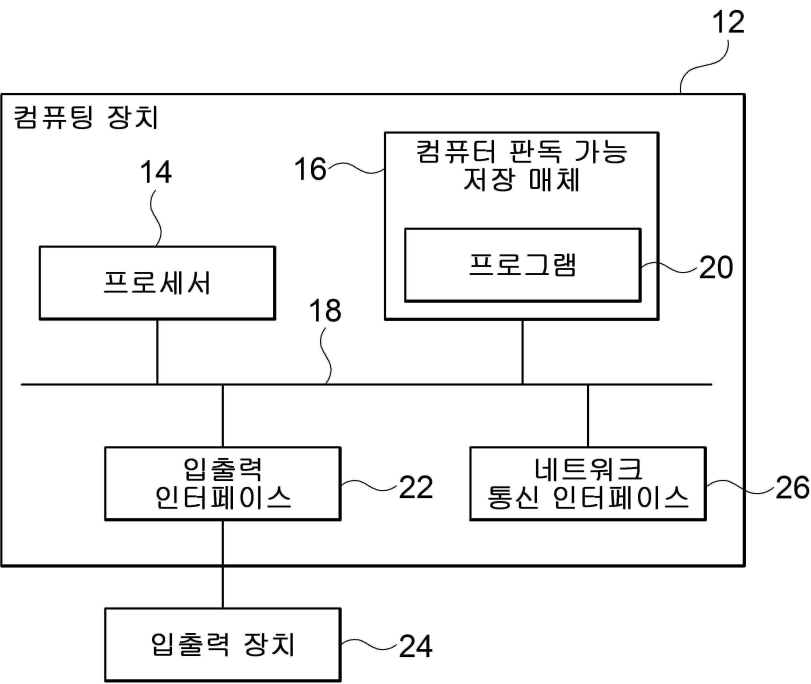 12
컴퓨팅 장치
14
프로세서
16
컴퓨터 판독 가능
저장 매체
프로그램
20
18
입출력
인터페이스
22
네트워크
통신 인터페이스
26
입출력 장치
24